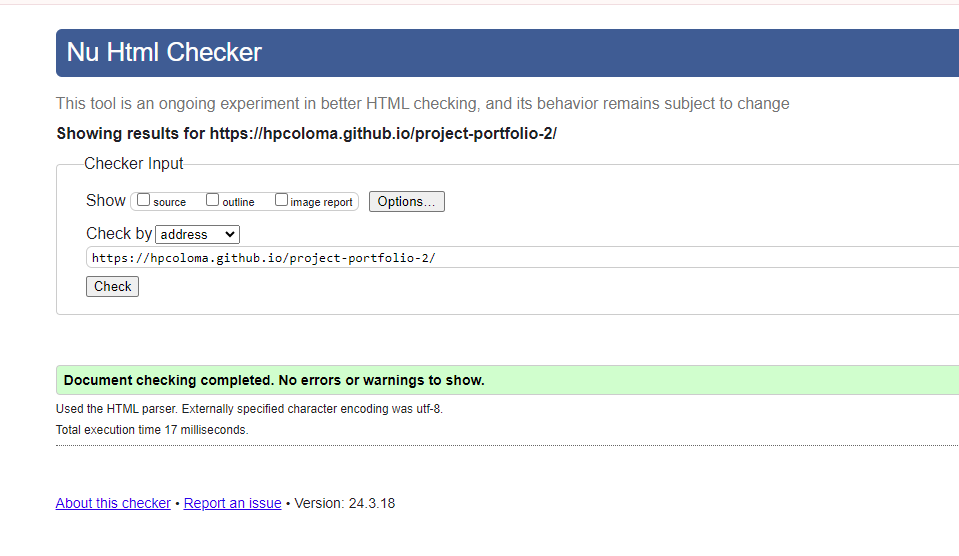 Nu Html Checker
This tool is an ongoing experiment in better HTML checking, and its behavior remains subject to change
Showing results for https://hpcoloma.github.io/project-portfolio-2/
Checker Input
Show source outline image report Options...
Check by address
https://hpcoloma.github.io/project-portfolio-2/
Check
Document checking completed. No errors or warnings to show.
Used the HTML parser. Externally specified character encoding was utf-8.
Total execution time 17 milliseconds.
About this checker • Report an issue • Version: 24.3.18